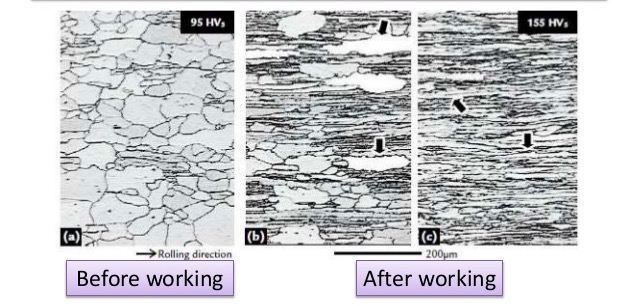 95 HV₅
155 HV₅
(a)
(b)
(c)
Rolling direction
200µm
Before working
After working